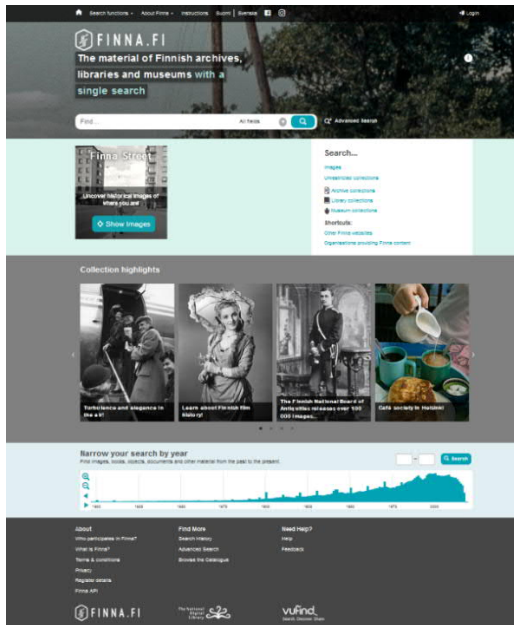 Search functions
About Finna
Instructions
Suomi
Svenska
Login
FINNA.FI
The material of Finnish archives,
libraries and museums with a
single search
Find ...
All fields
Advanced Search
Finna Street
Uncover historical images of
where you are
Show Images
Search...
Images
Unrestricted collections
Archive collections
Library collections
Museum collections
Shortcuts:
Other Finna websites
Organisations providing Finna content
Collection highlights
Turbulence and elegance in
the air!
Learn about Finnish film
history!
The Finnish National Board of
Antiquities releases over 100
000 images...
Café society in Helsinki
Narrow your search by year
Find images, books, objects, documents and other material from the past to the present.
Search
About
Who participates in Finna?
What is Finna?
Terms & conditions
Privacy
Register details
Finna API
Find More
Search History
Advanced Search
Browse the Catalogue
Need Help?
Help
Feedback
FINNA.FI
The National
Digital
Library
vufind
Search. Discover. Share.